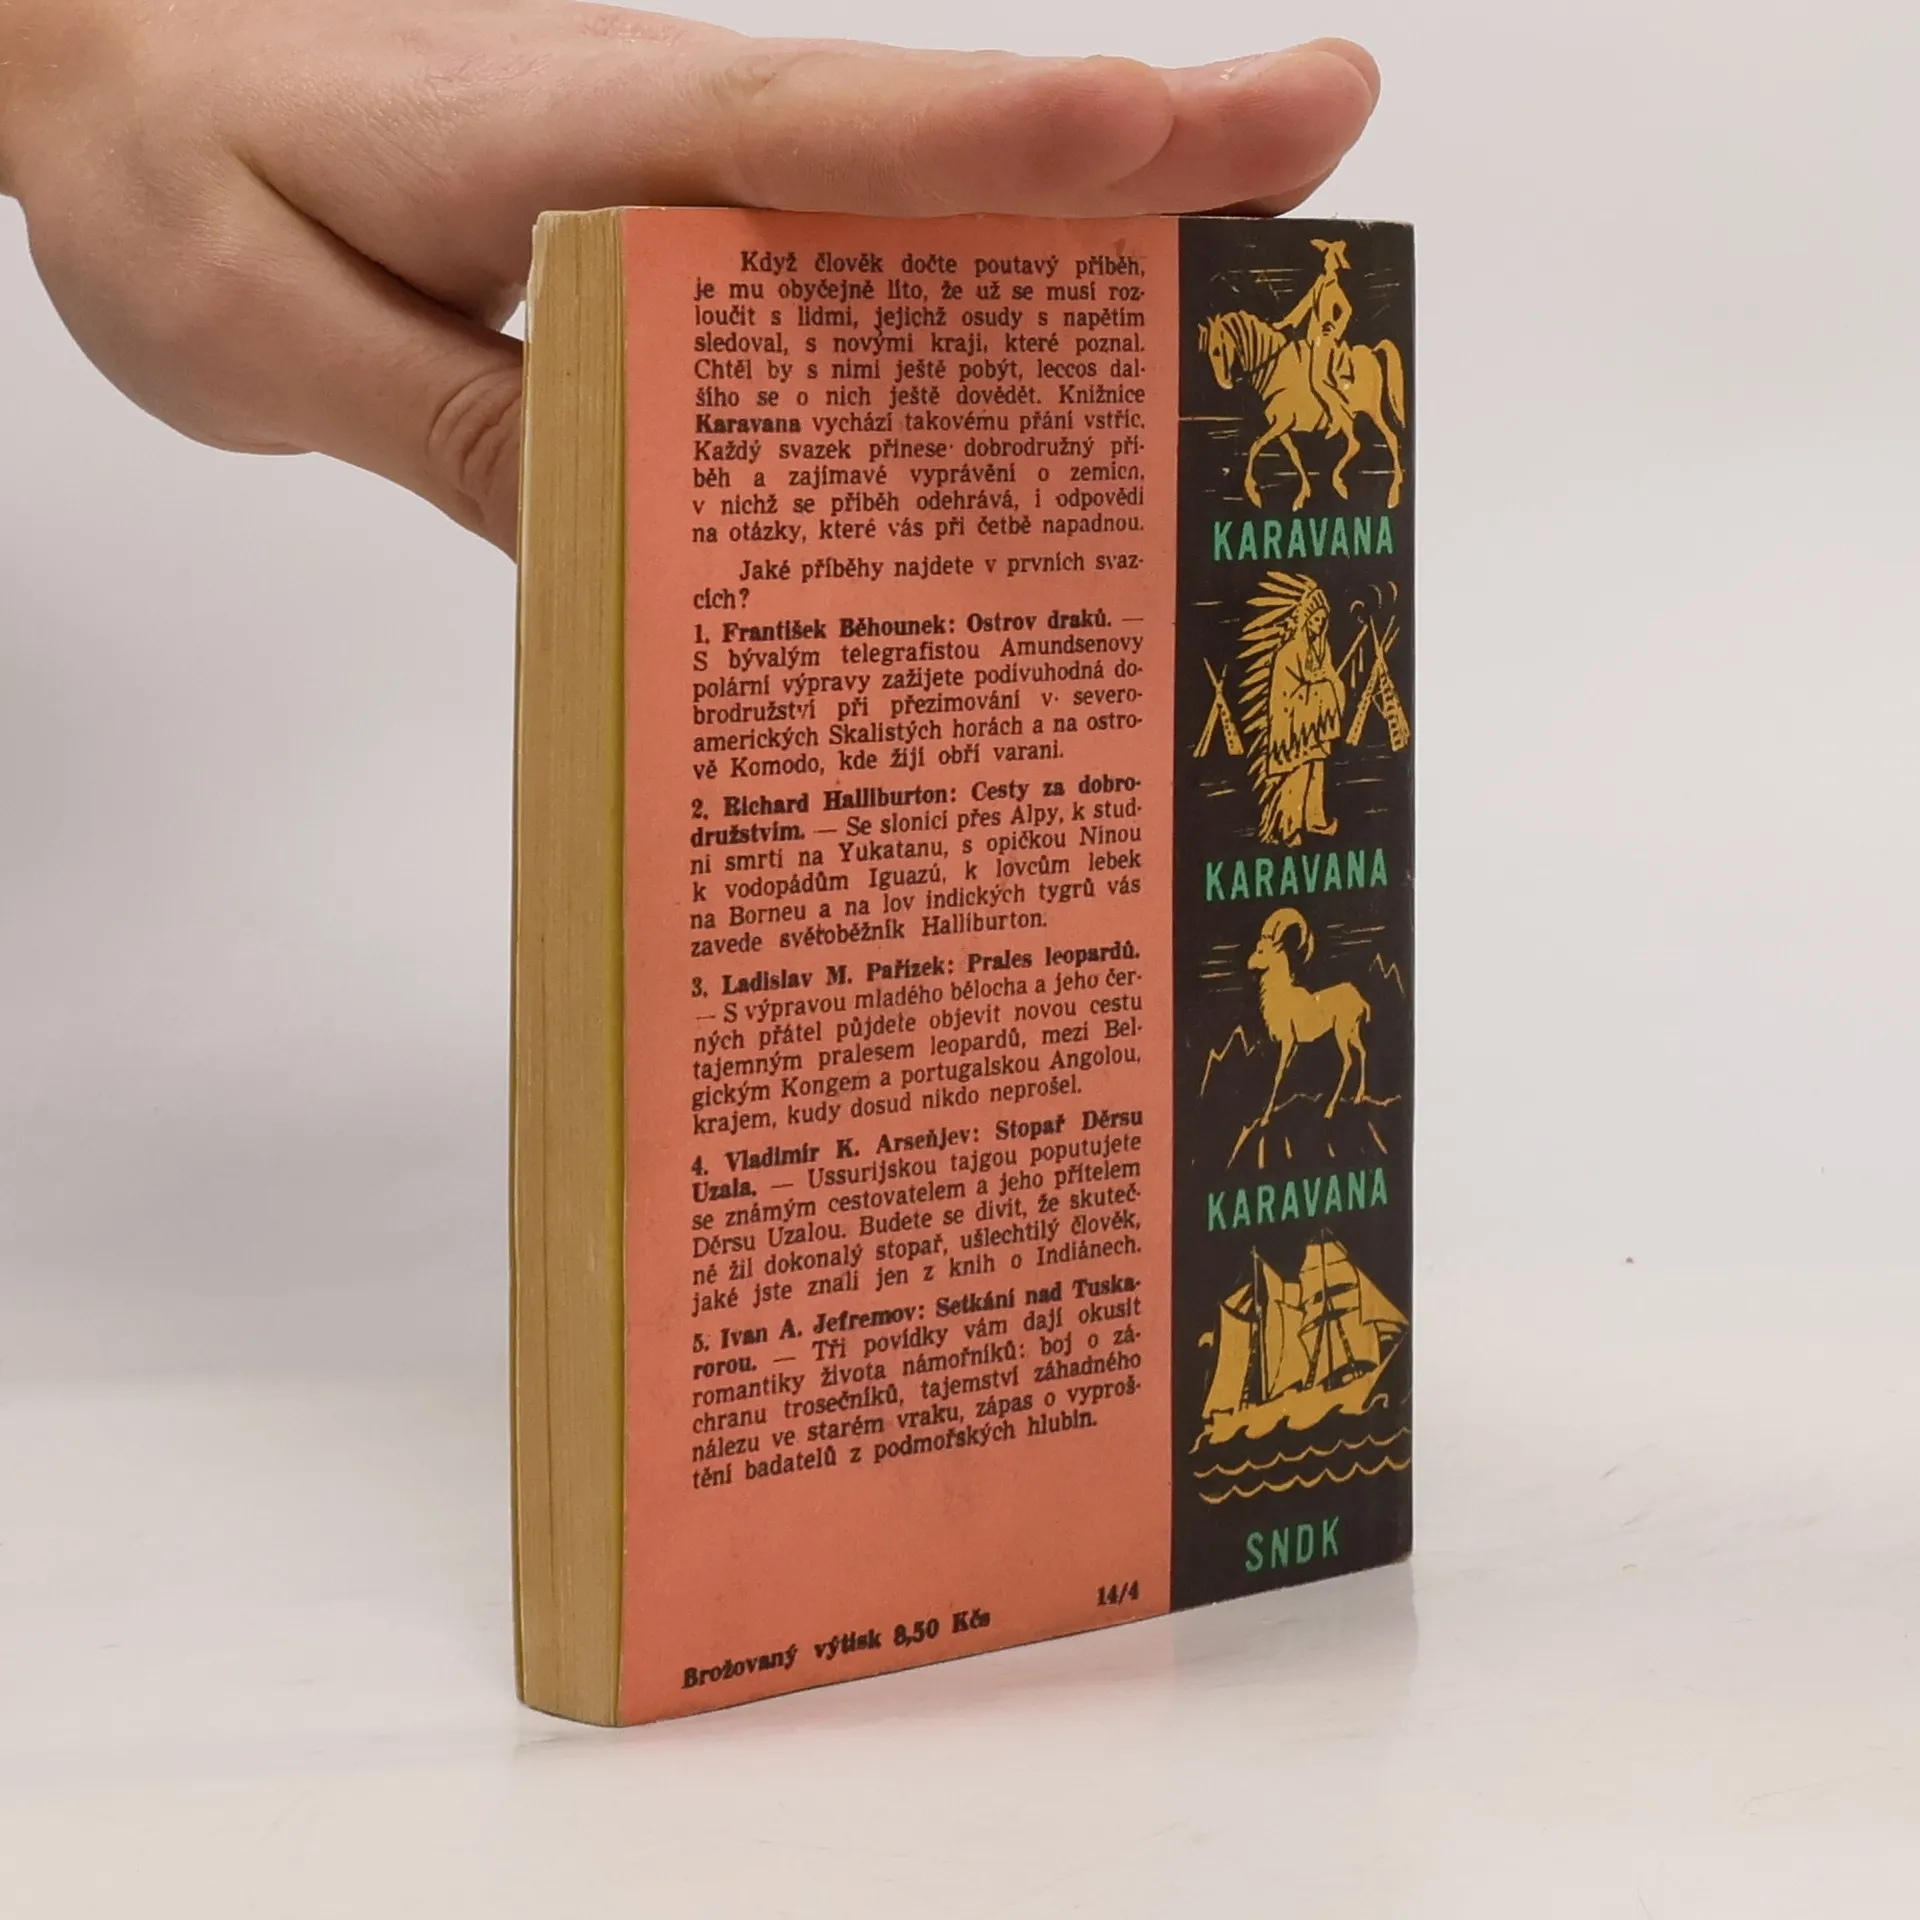 Když člověk dočte poutavý příběh,
je mu obyčejně líto, že už se musí roz-
loučit s lidmi, jejichž osudy s napětím
sledoval, s novými kraji, které poznal.
Chtěl by s nimi ještě pobýt, leccos dal-
šího se o nich ještě dovědět. Knižnice
Karavana vychází takovému přání vstříc.
Každý svazek přinese dobrodružný pří-
běh a zajímavé vyprávění o zemích,
v nichž se příběh odehrává, i odpovědi
na otázky, které vás při četbě napadnou.
Jaké příběhy najdete v prvních svaz-
cích?
1. František Běhounek: Ostrov draků. —
S bývalým telegrafistou Amundsenovy
polární výpravy zažijete podivuhodná do-
brodružství při přezimování v severo-
amerických Skalistých horách a na ostro-
vě Komodo, kde žijí obří varani.
2. Richard Halliburton: Cesty za dobro-
družstvím. — Se slonicí přes Alpy, k stud-
ni smrti na Yukatanu, s opičkou Ninou
k vodopádům Iguazú, k lovcům lebek
na Borneu a na lov indických tygrů vás
zavede světoběžník Halliburton.
3. Ladislav M. Pařízek: Prales leopardů.
— S výpravou mladého bělocha a jeho čer-
ných přátel půjdete objevit novou cestu
tajemným pralesem leopardů, mezi Bel-
gickým Kongem a portugalskou Angolou,
krajem, kudy dosud nikdo neprošel.
4. Vladimír K. Arseňjev: Stopař Děrsu
Uzala. — Ussurijskou tajgou poputujete
se známým cestovatelem a jeho přítelem
Děrsu Uzalou. Budete se divit, že skuteč-
ně žil dokonalý stopař, ušlechtilý člověk,
jaké jste znali jen z knih o Indiánech.
5. Ivan A. Jefremov: Setkání nad Tuska-
rorou. — Tři povídky vám dají okusit
romantiky života námořníků: boj o zá-
chranu trosečníků, tajemství záhadného
nálezu ve starém vraku, zápas o vyproš-
tění badatelů z podmořských hlubin.
14/4
Brožovaný výtisk 8,50 Kčs
KARAVANA
KARAVANA
KARAVANA
SNDK